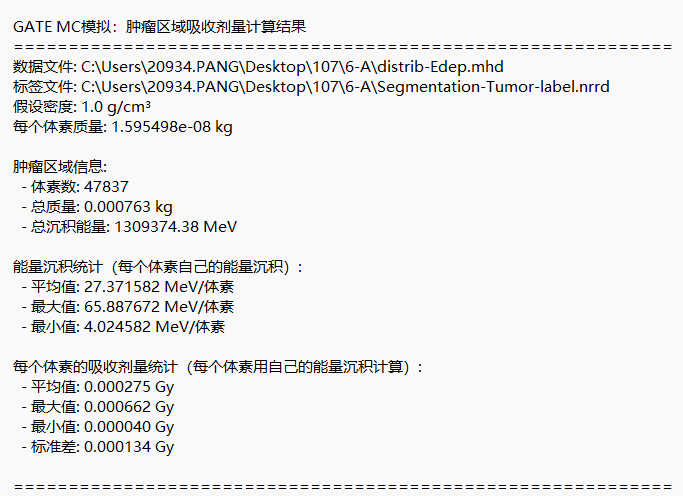 GATE MC模拟：肿瘤区域吸收剂量计算结果
============================================================
数据文件: C:\Users\20934.PANG\Desktop\107\6-A\distrib-Edep.mhd
标签文件: C:\Users\20934.PANG\Desktop\107\6-A\Segmentation-Tumor-label.nrrd
假设密度: 1.0 g/cm³
每个体素质量: 1.595498e-08 kg
肿瘤区域信息:
- 体素数: 47837
- 总质量: 0.000763 kg
- 总沉积能量: 1309374.38 MeV
能量沉积统计（每个体素自己的能量沉积）:
- 平均值: 27.371582 MeV/体素
- 最大值: 65.887672 MeV/体素
- 最小值: 4.024582 MeV/体素
每个体素的吸收剂量统计（每个体素用自己的能量沉积计算）:
- 平均值: 0.000275 Gy
- 最大值: 0.000662 Gy
- 最小值: 0.000040 Gy
- 标准差: 0.000134 Gy
============================================================